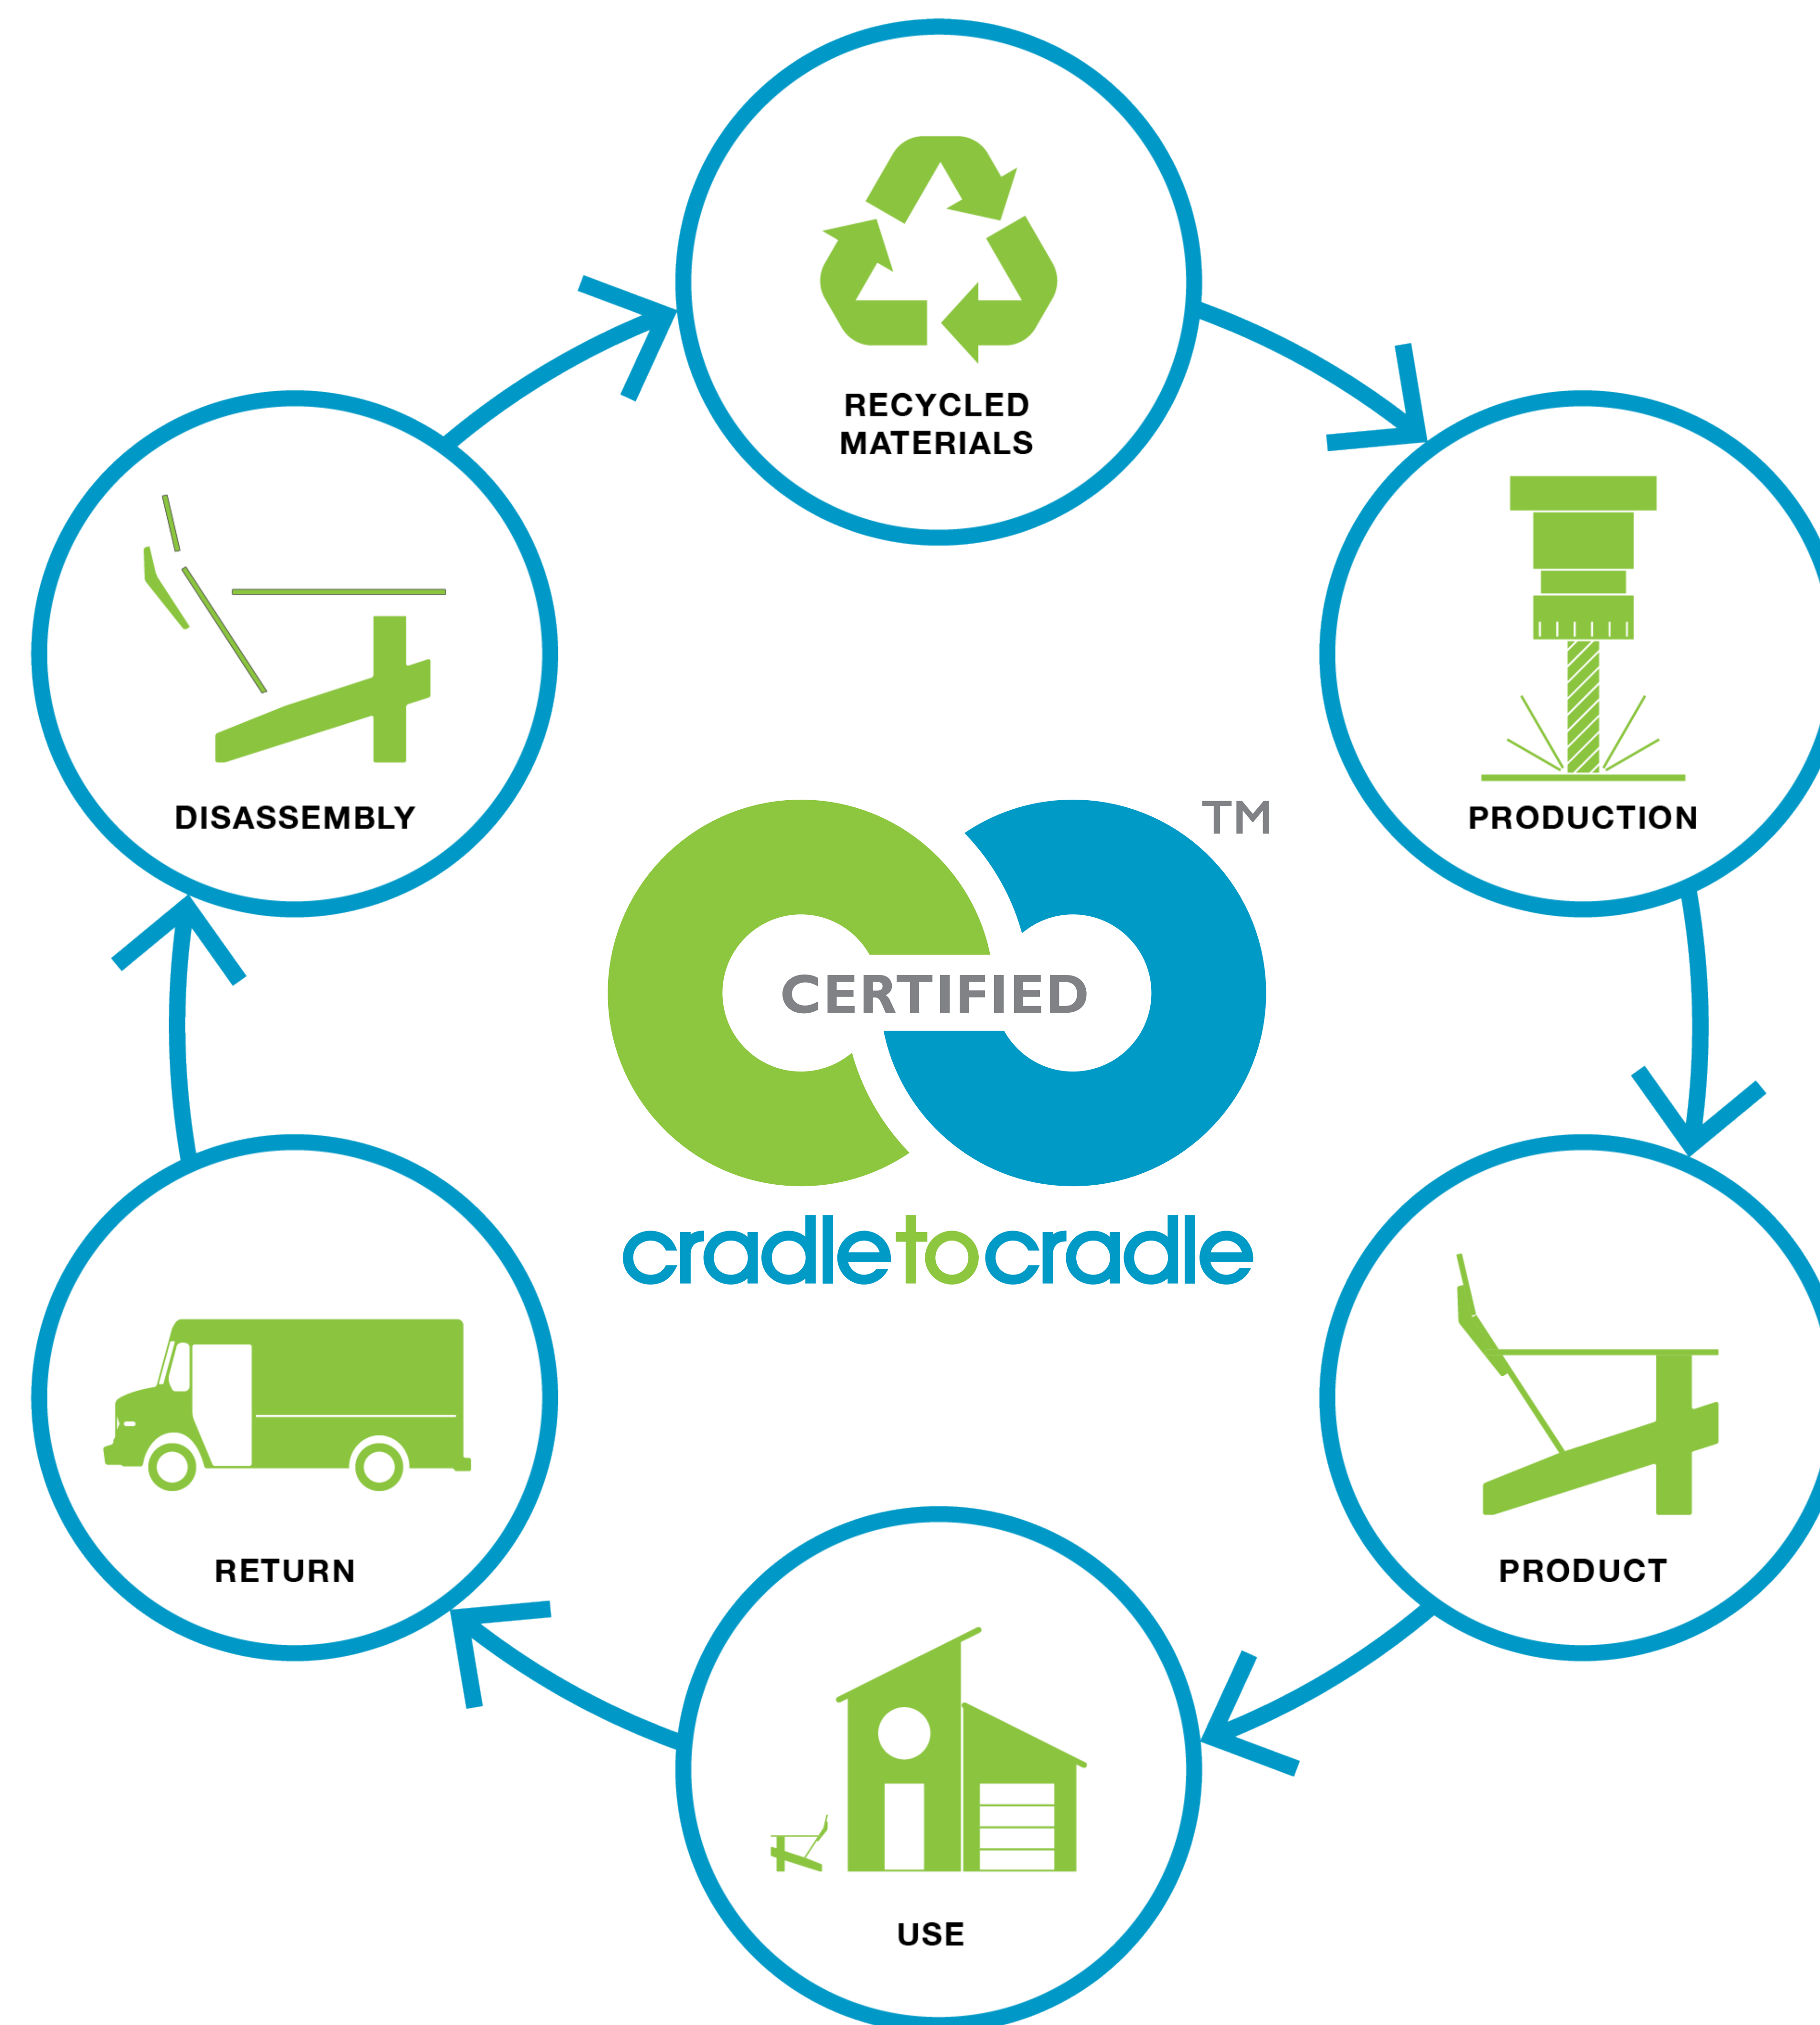 RECYCLED
MATERIALS
PRODUCTION
PRODUCT
USE
RETURN
DISASSEMBLY
TM
CERTIFIED
cradletocradle